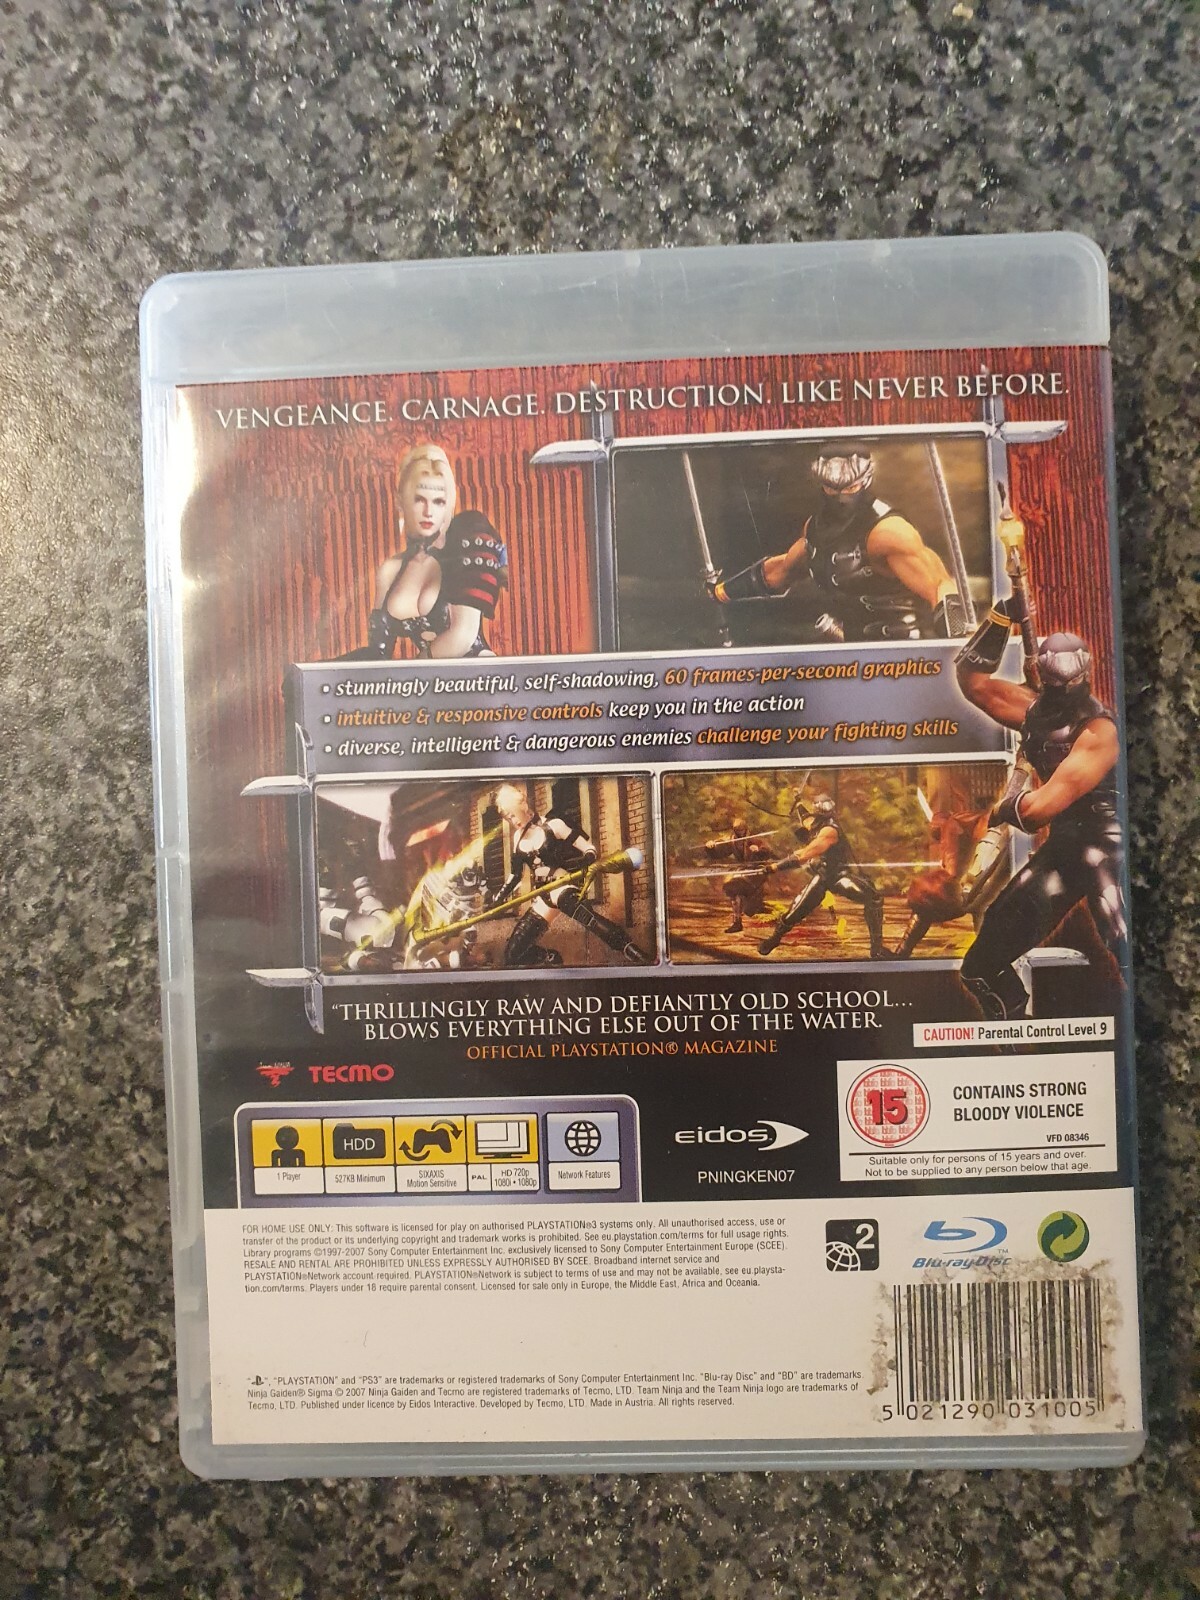 VENGEANCE. CARNAGE. DESTRUCTION. LIKE NEVER BEFORE.
• stunningly beautiful, self-shadowing, 60 frames-per-second graphics
• intuitive & responsive controls keep you in the action
• diverse, intelligent & dangerous enemies challenge your fighting skills
"THRILLINGLY RAW AND DEFIANTLY OLD SCHOOL...
BLOWS EVERYTHING ELSE OUT OF THE WATER.
OFFICIAL PLAYSTATION® MAGAZINE
CAUTION! Parental Control Level 9
TECMO
15
CONTAINS STRONG
BLOODY VIOLENCE
VFD 08346
Suitable only for persons of 15 years and over.
Not to be supplied to any person below that age.
HDD
1 Player
527KB Minimum
SIXAXIS
Motion Sensitive
PAL
HD 720p
1080i • 1080p
Network Features
eidos
PNINGKEN07
FOR HOME USE ONLY: This software is licensed for play on authorised PLAYSTATION®3 systems only. All unauthorised access, use or
transfer of the product or its underlying copyright and trademark works is prohibited. See eu.playstation.com/terms for full usage rights.
Library programs ©1997-2007 Sony Computer Entertainment Inc. exclusively licensed to Sony Computer Entertainment Europe (SCEE).
RESALE AND RENTAL ARE PROHIBITED UNLESS EXPRESSLY AUTHORISED BY SCEE. Broadband internet service and
PLAYSTATION®Network account required. PLAYSTATION®Network is subject to terms of use and may not be available, see eu.playsta-
tion.com/terms. Players under 18 require parental consent. Licensed for sale only in Europe, the Middle East, Africa and Oceania.
2
Blu-ray Disc™
", "PLAYSTATION" and "PS3" are trademarks or registered trademarks of Sony Computer Entertainment Inc. "Blu-ray Disc" and "BD" are trademarks.
Ninja Gaiden® Sigma © 2007 Ninja Gaiden and Tecmo are registered trademarks of Tecmo, LTD. Team Ninja and the Team Ninja logo are trademarks of
Tecmo, LTD. Published under licence by Eidos Interactive. Developed by Tecmo, LTD. Made in Austria. All rights reserved.
5 021290 031005